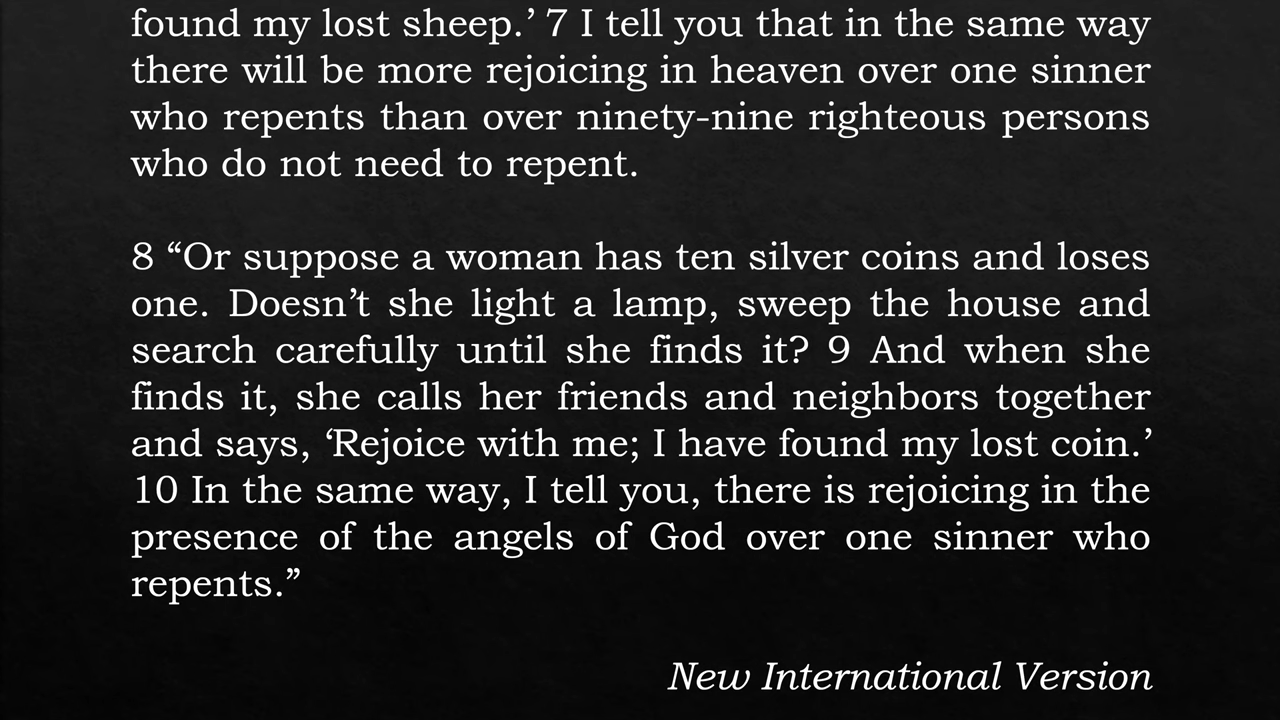 found my lost sheep.’ 7 I tell you that in the same way
there will be more rejoicing in heaven over one sinner
who repents than over ninety-nine righteous persons
who do not need to repent.
8 “Or suppose a woman has ten silver coins and loses
one. Doesn’t she light a lamp, sweep the house and
search carefully until she finds it? 9 And when she
finds it, she calls her friends and neighbors together
and says, ‘Rejoice with me; I have found my lost coin.’
10 In the same way, I tell you, there is rejoicing in the
presence of the angels of God over one sinner who
repents.”
New International Version